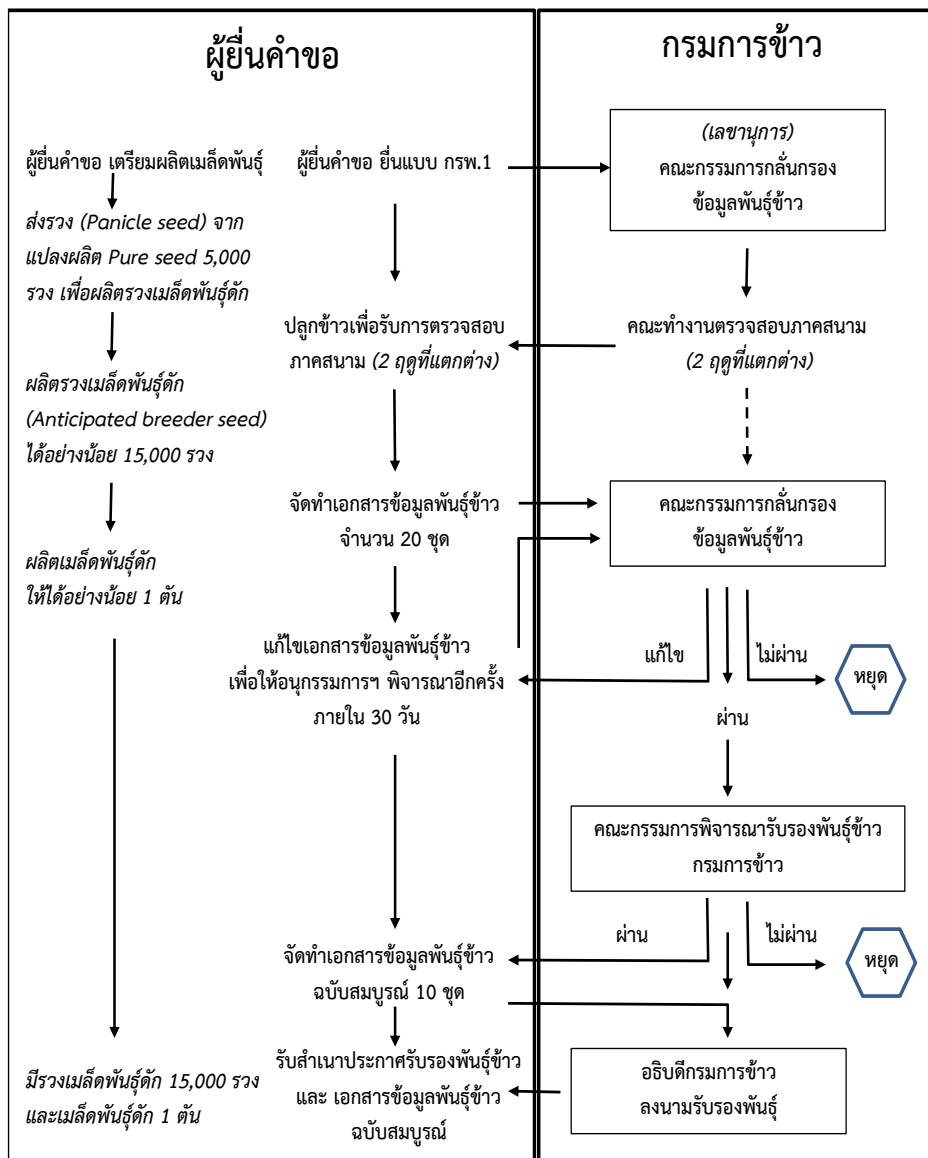 ผู้ยื่นคำขอ
กรมการข้าว
ผู้ยื่นคำขอ เตรียมผลิตเมล็ดพันธุ์
ส่งรวง (Panicle seed) จาก
แปลงผลิต Pure seed 5,000
รวง เพื่อผลิตรวงเมล็ดพันธุ์ดัก
ผลิตรวงเมล็ดพันธุ์ดัก
(Anticipated breeder seed)
ได้อย่างน้อย 15,000 รวง
ผลิตเมล็ดพันธุ์ดัก
ให้ได้อย่างน้อย 1 ตัน
มีรวงเมล็ดพันธุ์ดัก 15,000 รวง
และเมล็ดพันธุ์ดัก 1 ตัน
ผู้ยื่นคำขอ ยื่นแบบ กรพ.1
ปลูกข้าวเพื่อรับการตรวจสอบ
ภาคสนาม (2 ฤดูที่แตกต่าง)
จัดทำเอกสารข้อมูลพันธุ์ข้าว
จำนวน 20 ชุด
แก้ไขเอกสารข้อมูลพันธุ์ข้าว
เพื่อให้อนุกรรมการฯ พิจารณาอีกครั้ง
ภายใน 30 วัน
จัดทำเอกสารข้อมูลพันธุ์ข้าว
ฉบับสมบูรณ์ 10 ชุด
รับสำเนาประกาศรับรองพันธุ์ข้าว
และ เอกสารข้อมูลพันธุ์ข้าว
ฉบับสมบูรณ์
(เลขานุการ)
คณะกรรมการกลั่นกรอง
ข้อมูลพันธุ์ข้าว
คณะทำงานตรวจสอบภาคสนาม
(2 ฤดูที่แตกต่าง)
คณะกรรมการกลั่นกรอง
ข้อมูลพันธุ์ข้าว
แก้ไข
ไม่ผ่าน
หยุด
ผ่าน
คณะกรรมการพิจารณารับรองพันธุ์ข้าว
กรมการข้าว
ผ่าน
ไม่ผ่าน
หยุด
อธิบดีกรมการข้าว
ลงนามรับรองพันธุ์